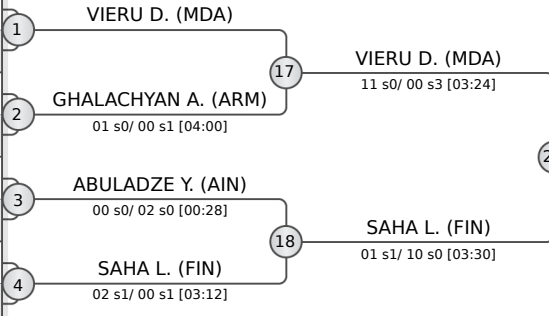 VIERU D. (MDA)
1
17
VIERU D. (MDA)
11 s0/ 00 s3 [03:24]
GHALACHYAN A. (ARM)
2
01 s0/ 00 s1 [04:00]
ABULADZE Y. (AIN)
3
00 s0/ 02 s0 [00:28]
18
SAHA L. (FIN)
01 s1/ 10 s0 [03:30]
SAHA L. (FIN)
4
02 s1/ 00 s1 [03:12]